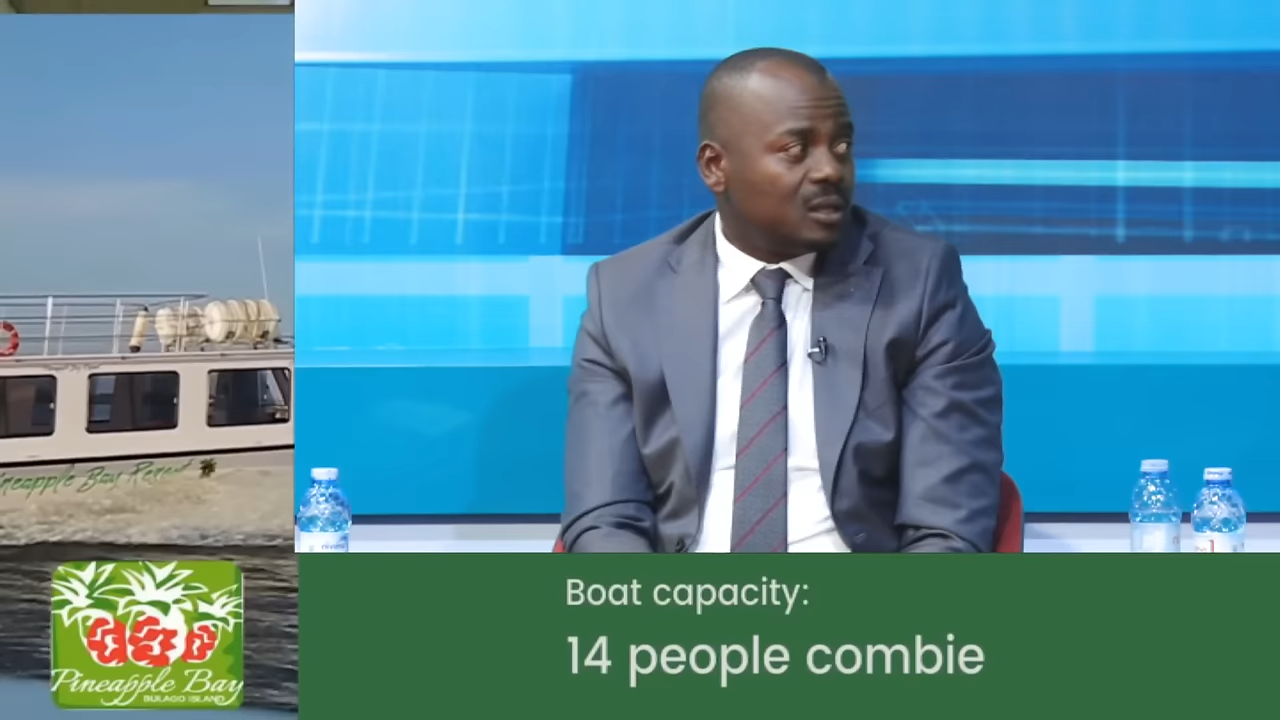 Pineapple Bay Resort
Pineapple Bay
BULAGO ISLAND
Boat capacity:
14 people combie